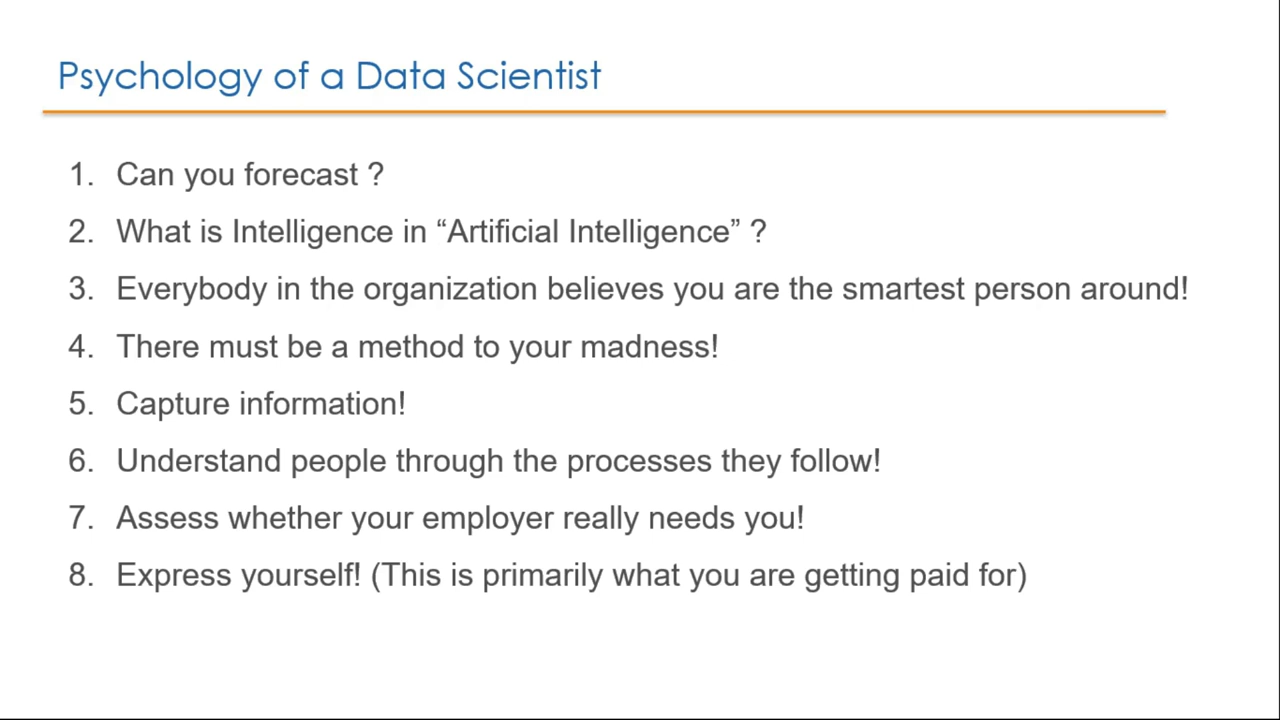 Psychology of a Data Scientist
1. Can you forecast ?
2. What is Intelligence in “Artificial Intelligence” ?
3. Everybody in the organization believes you are the smartest person around!
4. There must be a method to your madness!
5. Capture information!
6. Understand people through the processes they follow!
7. Assess whether your employer really needs you!
8. Express yourself! (This is primarily what you are getting paid for)